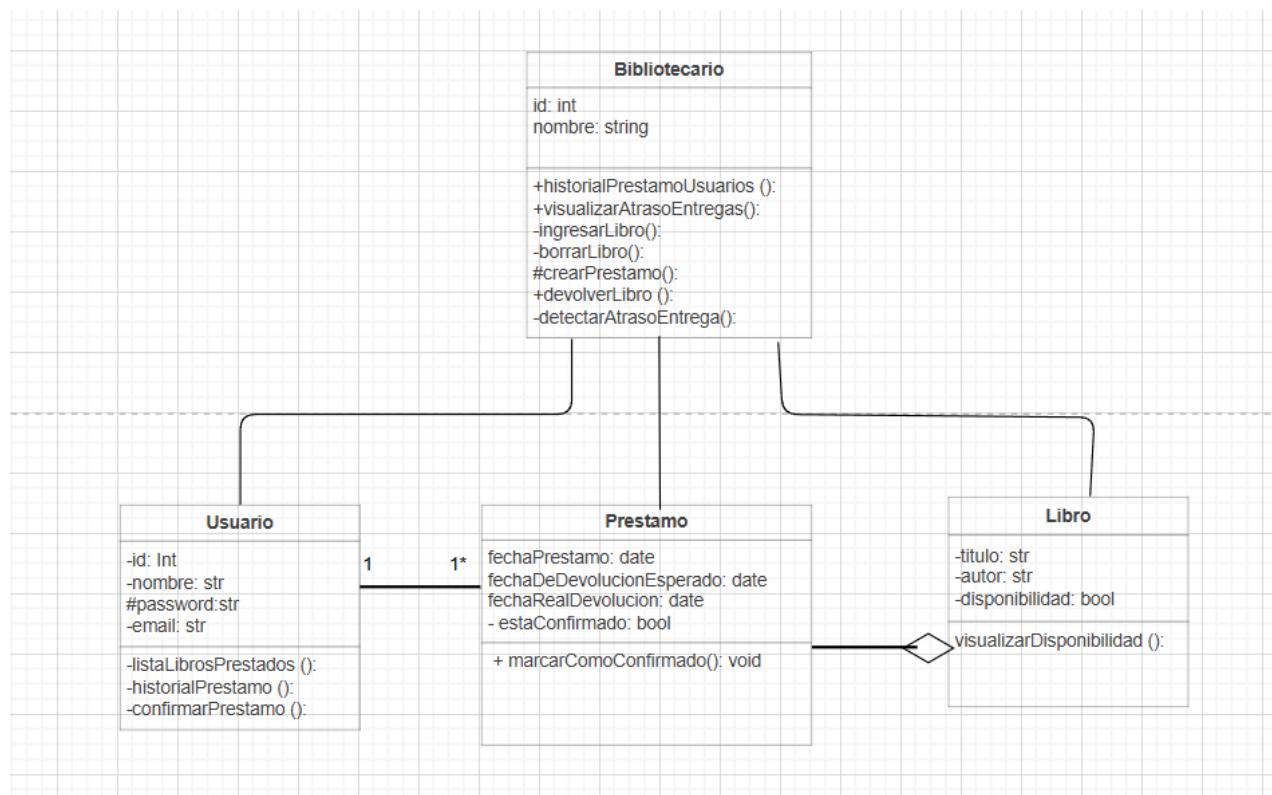 Bibliotecario
id: int
nombre: string
+historialPrestamoUsuarios ():
+visualizarAtrasoEntregas():
-ingresarLibro():
-borrarLibro():
#crearPrestamo():
+devolverLibro ():
-detectarAtrasoEntrega():
Usuario
-id: Int
-nombre: str
#password:str
-email: str
-listaLibrosPrestados ():
-historialPrestamo ():
-confirmarPrestamo ():
1
1*
Prestamo
fechaPrestamo: date
fechaDeDevolucionEsperado: date
fechaRealDevolucion: date
- estaConfirmado: bool
+ marcarComoConfirmado(): void
Libro
-titulo: str
-autor: str
-disponibilidad: bool
visualizarDisponibilidad ():